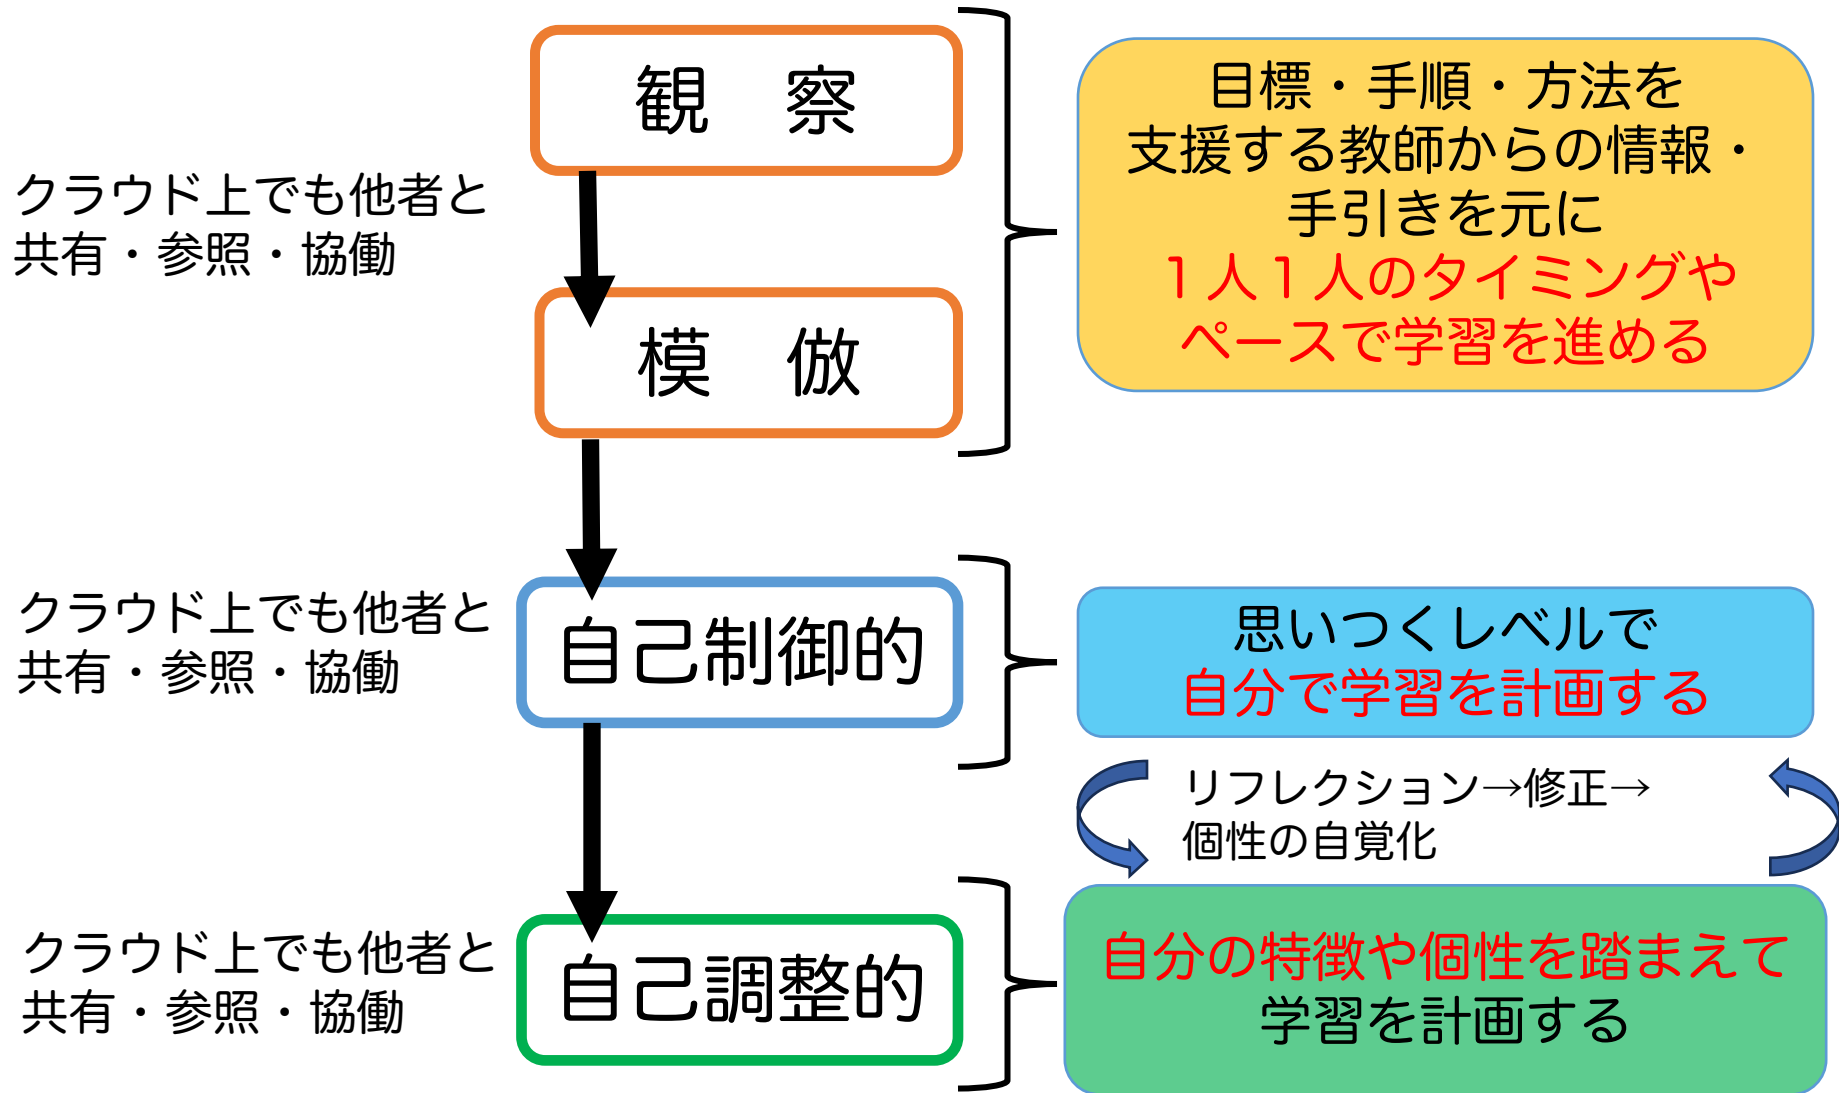 観　察
目標・手順・方法を
支援する教師からの情報・
手引きを元に
１人１人のタイミングや
ペースで学習を進める
クラウド上でも他者と
共有・参照・協働
模　倣
クラウド上でも他者と
共有・参照・協働
自己制御的
思いつくレベルで
自分で学習を計画する
リフレクション→修正→
個性の自覚化
クラウド上でも他者と
共有・参照・協働
自己調整的
自分の特徴や個性を踏まえて
学習を計画する